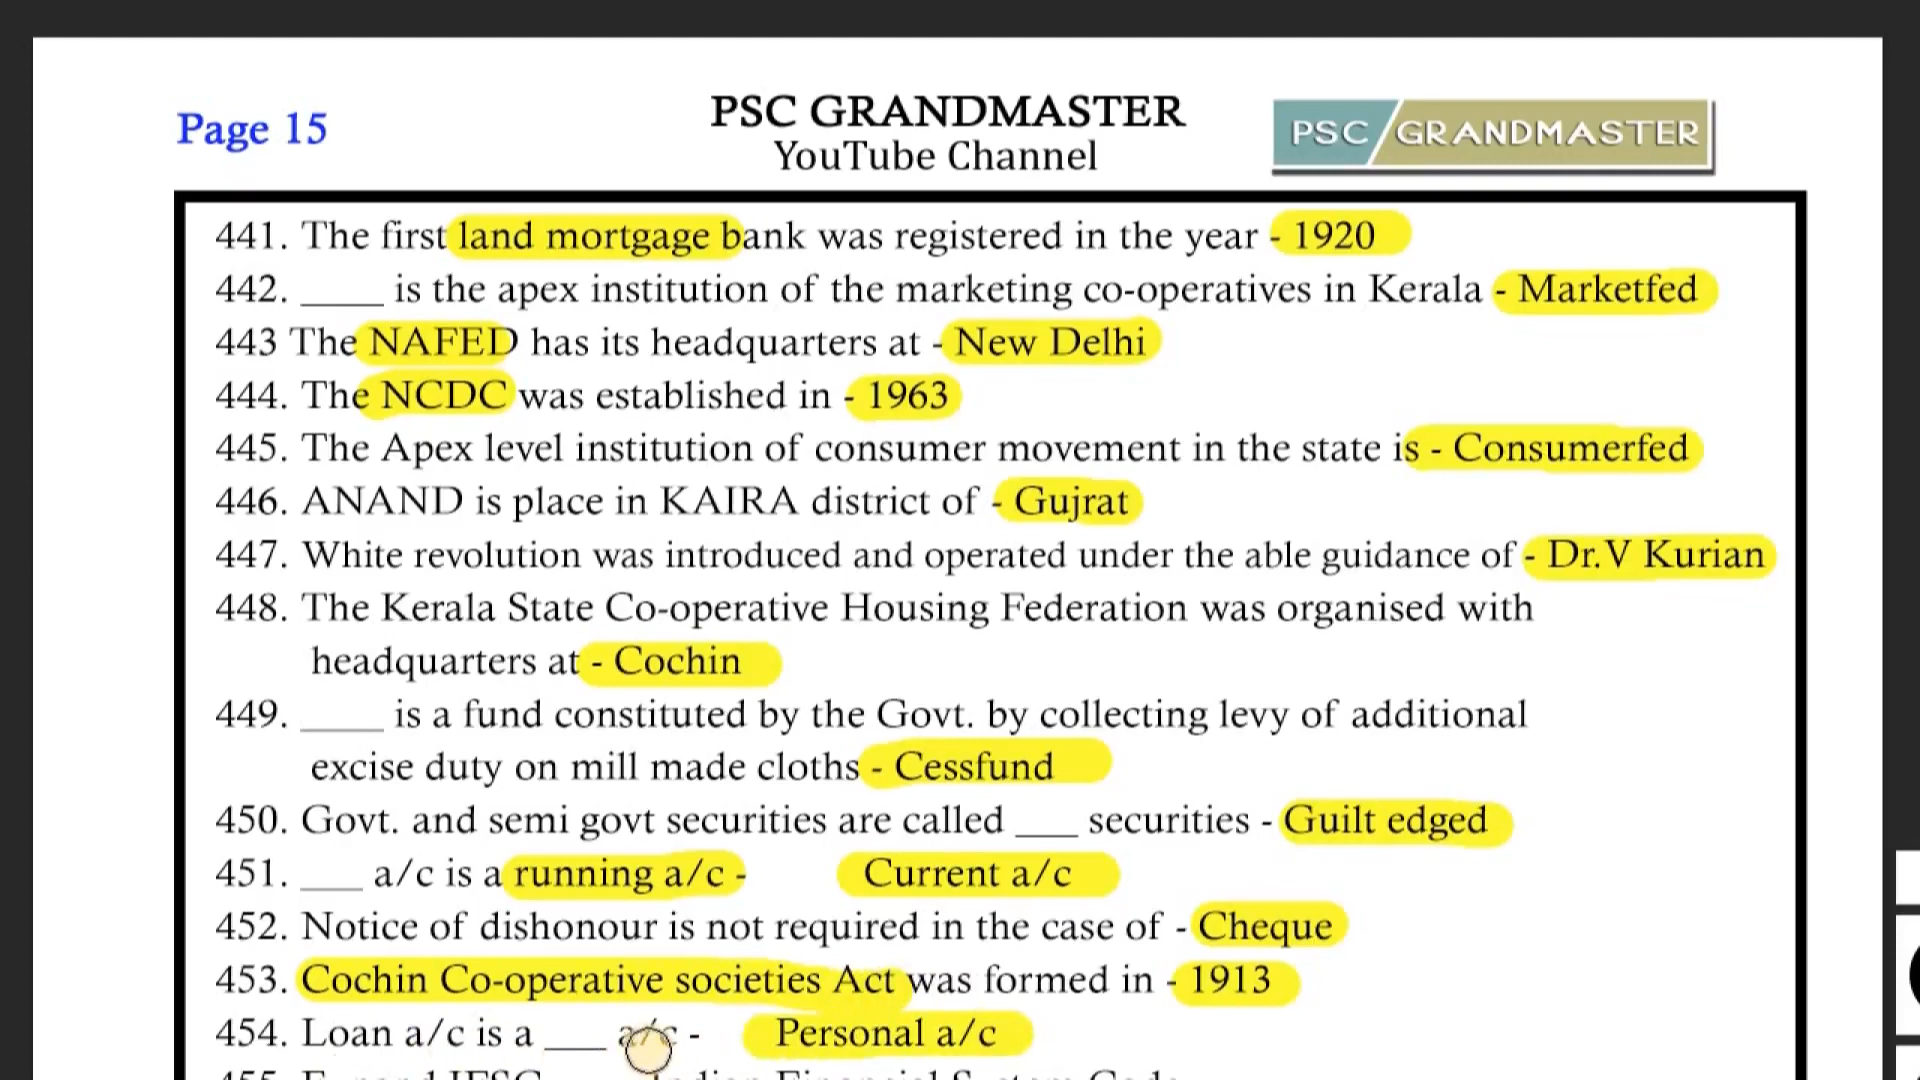 Page 15
PSC GRANDMASTER
YouTube Channel
PSC GRANDMASTER
441. The first land mortgage bank was registered in the year - 1920
442. ____ is the apex institution of the marketing co-operatives in Kerala - Marketfed
443 The NAFED has its headquarters at - New Delhi
444. The NCDC was established in - 1963
445. The Apex level institution of consumer movement in the state is - Consumerfed
446. ANAND is place in KAIRA district of - Gujrat
447. White revolution was introduced and operated under the able guidance of - Dr.V Kurian
448. The Kerala State Co-operative Housing Federation was organised with
headquarters at - Cochin
449. ____ is a fund constituted by the Govt. by collecting levy of additional
excise duty on mill made cloths - Cessfund
450. Govt. and semi govt securities are called ___ securities - Guilt edged
451. ___ a/c is a running a/c - Current a/c
452. Notice of dishonour is not required in the case of - Cheque
453. Cochin Co-operative societies Act was formed in - 1913
454. Loan a/c is a ___ a/c - Personal a/c